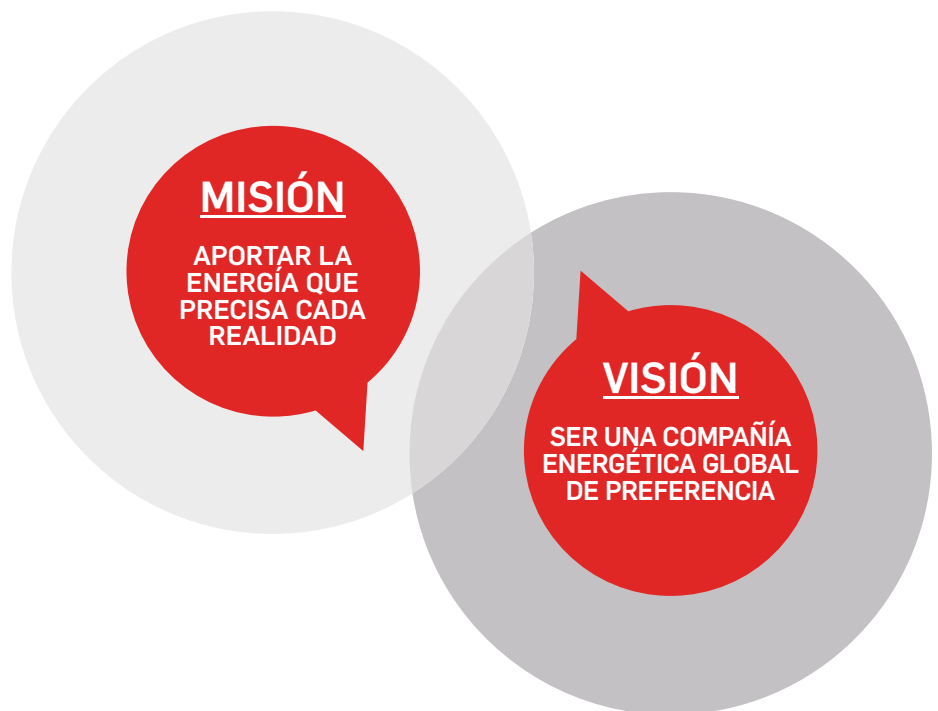 MISIÓN
APORTAR LA
ENERGÍA QUE
PRECISA CADA
REALIDAD
VISIÓN
SER UNA COMPAÑÍA
ENERGÉTICA GLOBAL
DE PREFERENCIA